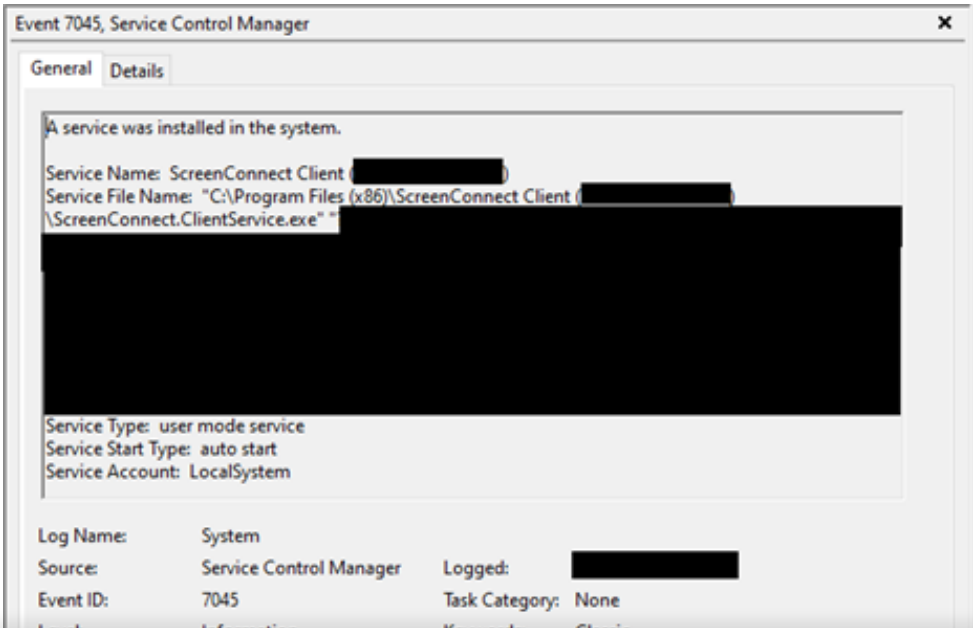 Event 7045, Service Control Manager
General Details
A service was installed in the system.
Service Name: ScreenConnect Client ( )
Service File Name: "C:\Program Files (x86)\ScreenConnect Client ( )
\ScreenConnect.ClientService.exe" "
Service Type: user mode service
Service Start Type: auto start
Service Account: LocalSystem
Log Name: System
Source: Service Control Manager Logged:
Event ID: 7045 Task Category: None